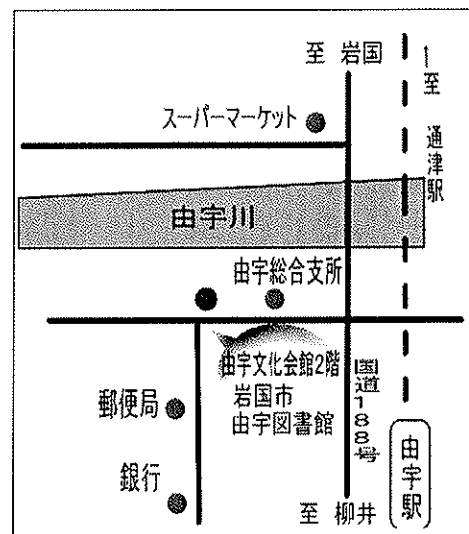 至 岩国
↑至 通津駅
スーパーマーケット
由宇川
由宇総合支所
由宇文化会館2階
岩国市
由宇図書館
国道188号
郵便局
銀行
至 柳井
由宇駅